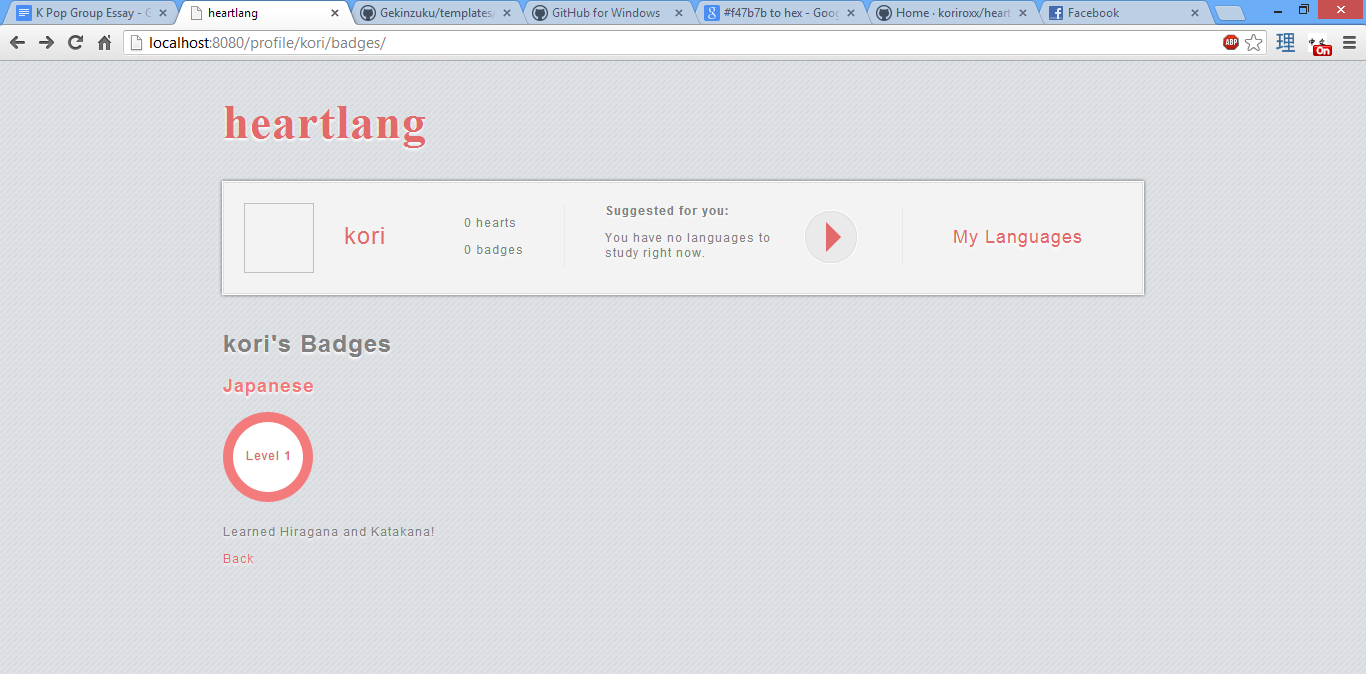 K Pop Group Essay - G
heartlang
Gekinzuku/templates/
GitHub for Windows
#f47b7b to hex - Goog
Home · koriroxx/heart
Facebook
localhost:8080/profile/kori/badges/
ABP
理
On
heartlang
kori
0 hearts
0 badges
Suggested for you:
You have no languages to
study right now.
My Languages
kori's Badges
Japanese
Level 1
Learned Hiragana and Katakana!
Back